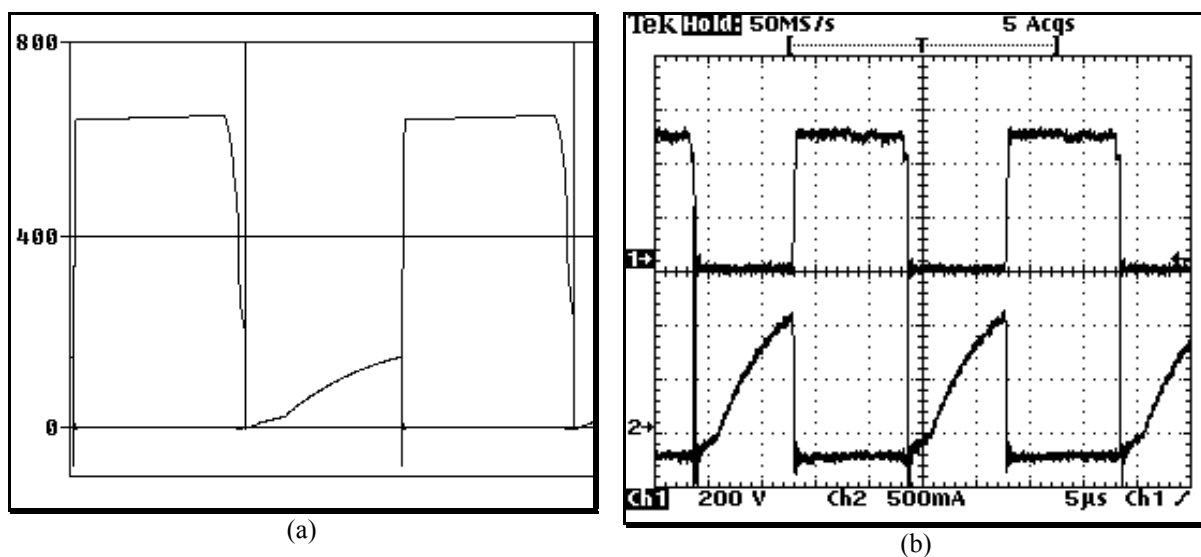 800
400
0
(a)
Tek Hold: 50MS/s 5 Acqs
T
1→
2→
Ch1 200 V Ch2 500mA 5µs Ch1
(b)